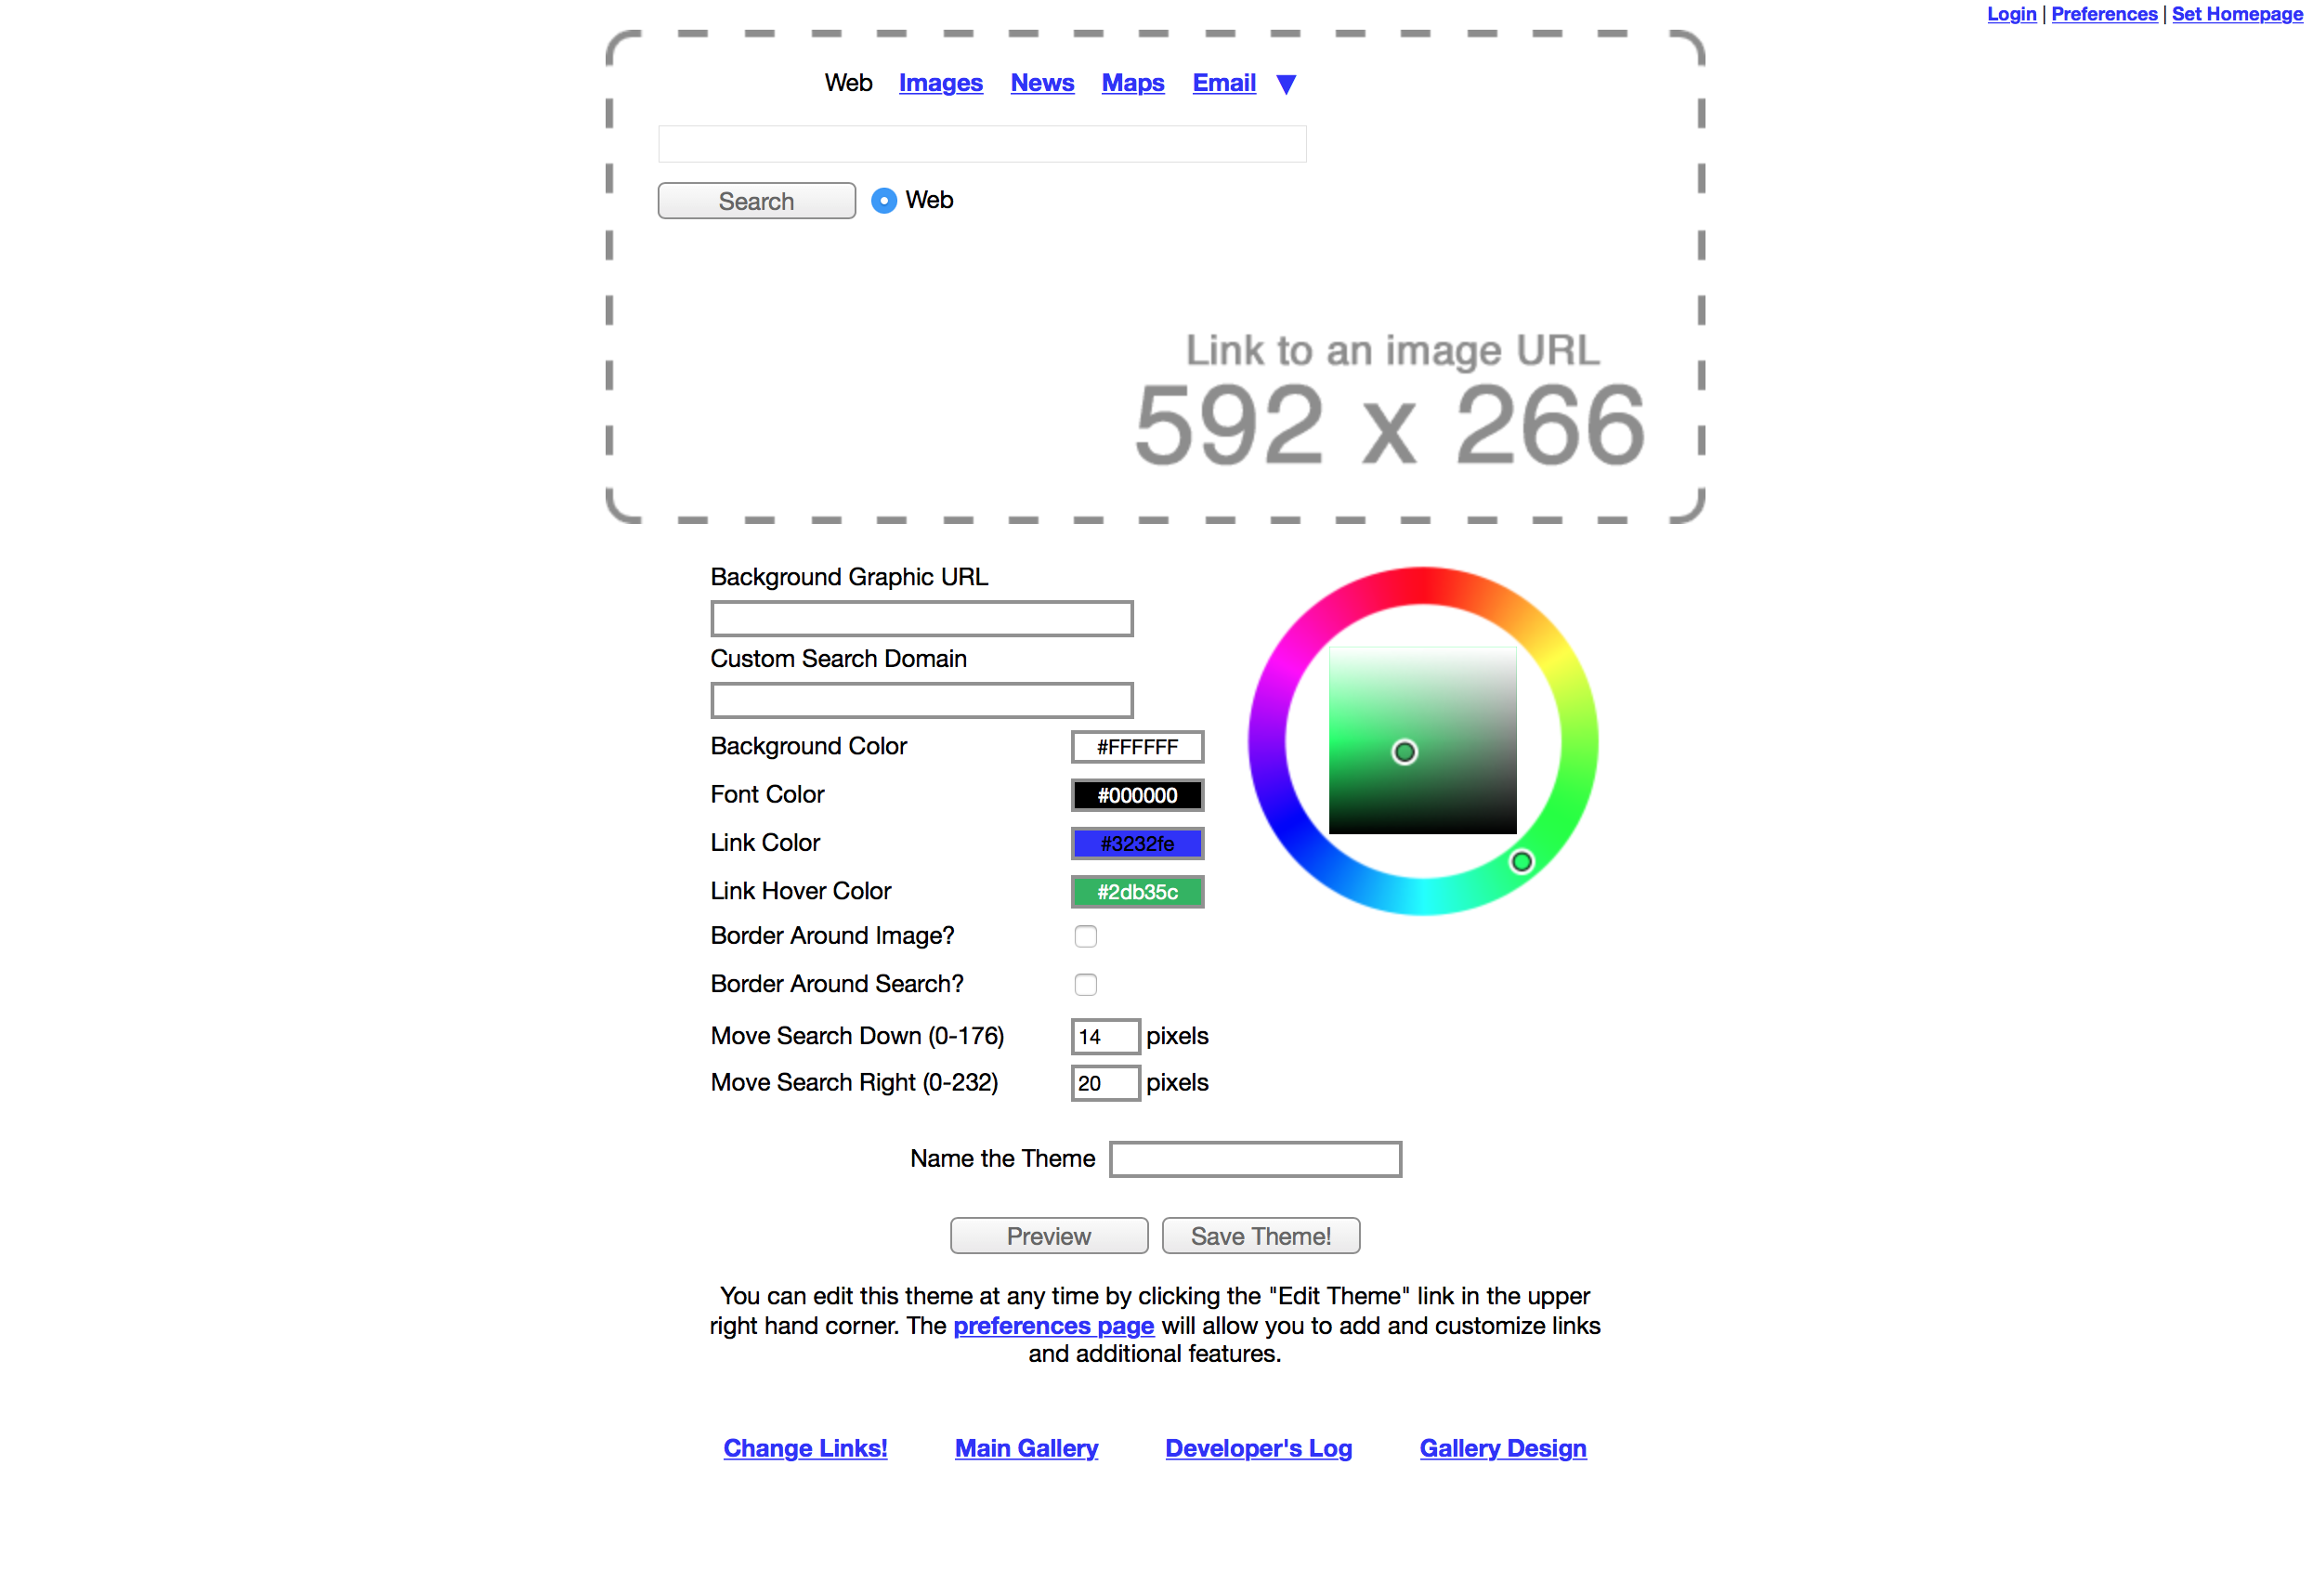 Login | Preferences | Set Homepage
Web Images News Maps Email ▼
Search Web
Link to an image URL
592 x 266
Background Graphic URL
Custom Search Domain
Background Color #FFFFFF
Font Color #000000
Link Color #3232fe
Link Hover Color #2db35c
Border Around Image?
Border Around Search?
Move Search Down (0-176) 14 pixels
Move Search Right (0-232) 20 pixels
Name the Theme
Preview Save Theme!
You can edit this theme at any time by clicking the "Edit Theme" link in the upper
right hand corner. The preferences page will allow you to add and customize links
and additional features.
Change Links! Main Gallery Developer's Log Gallery Design